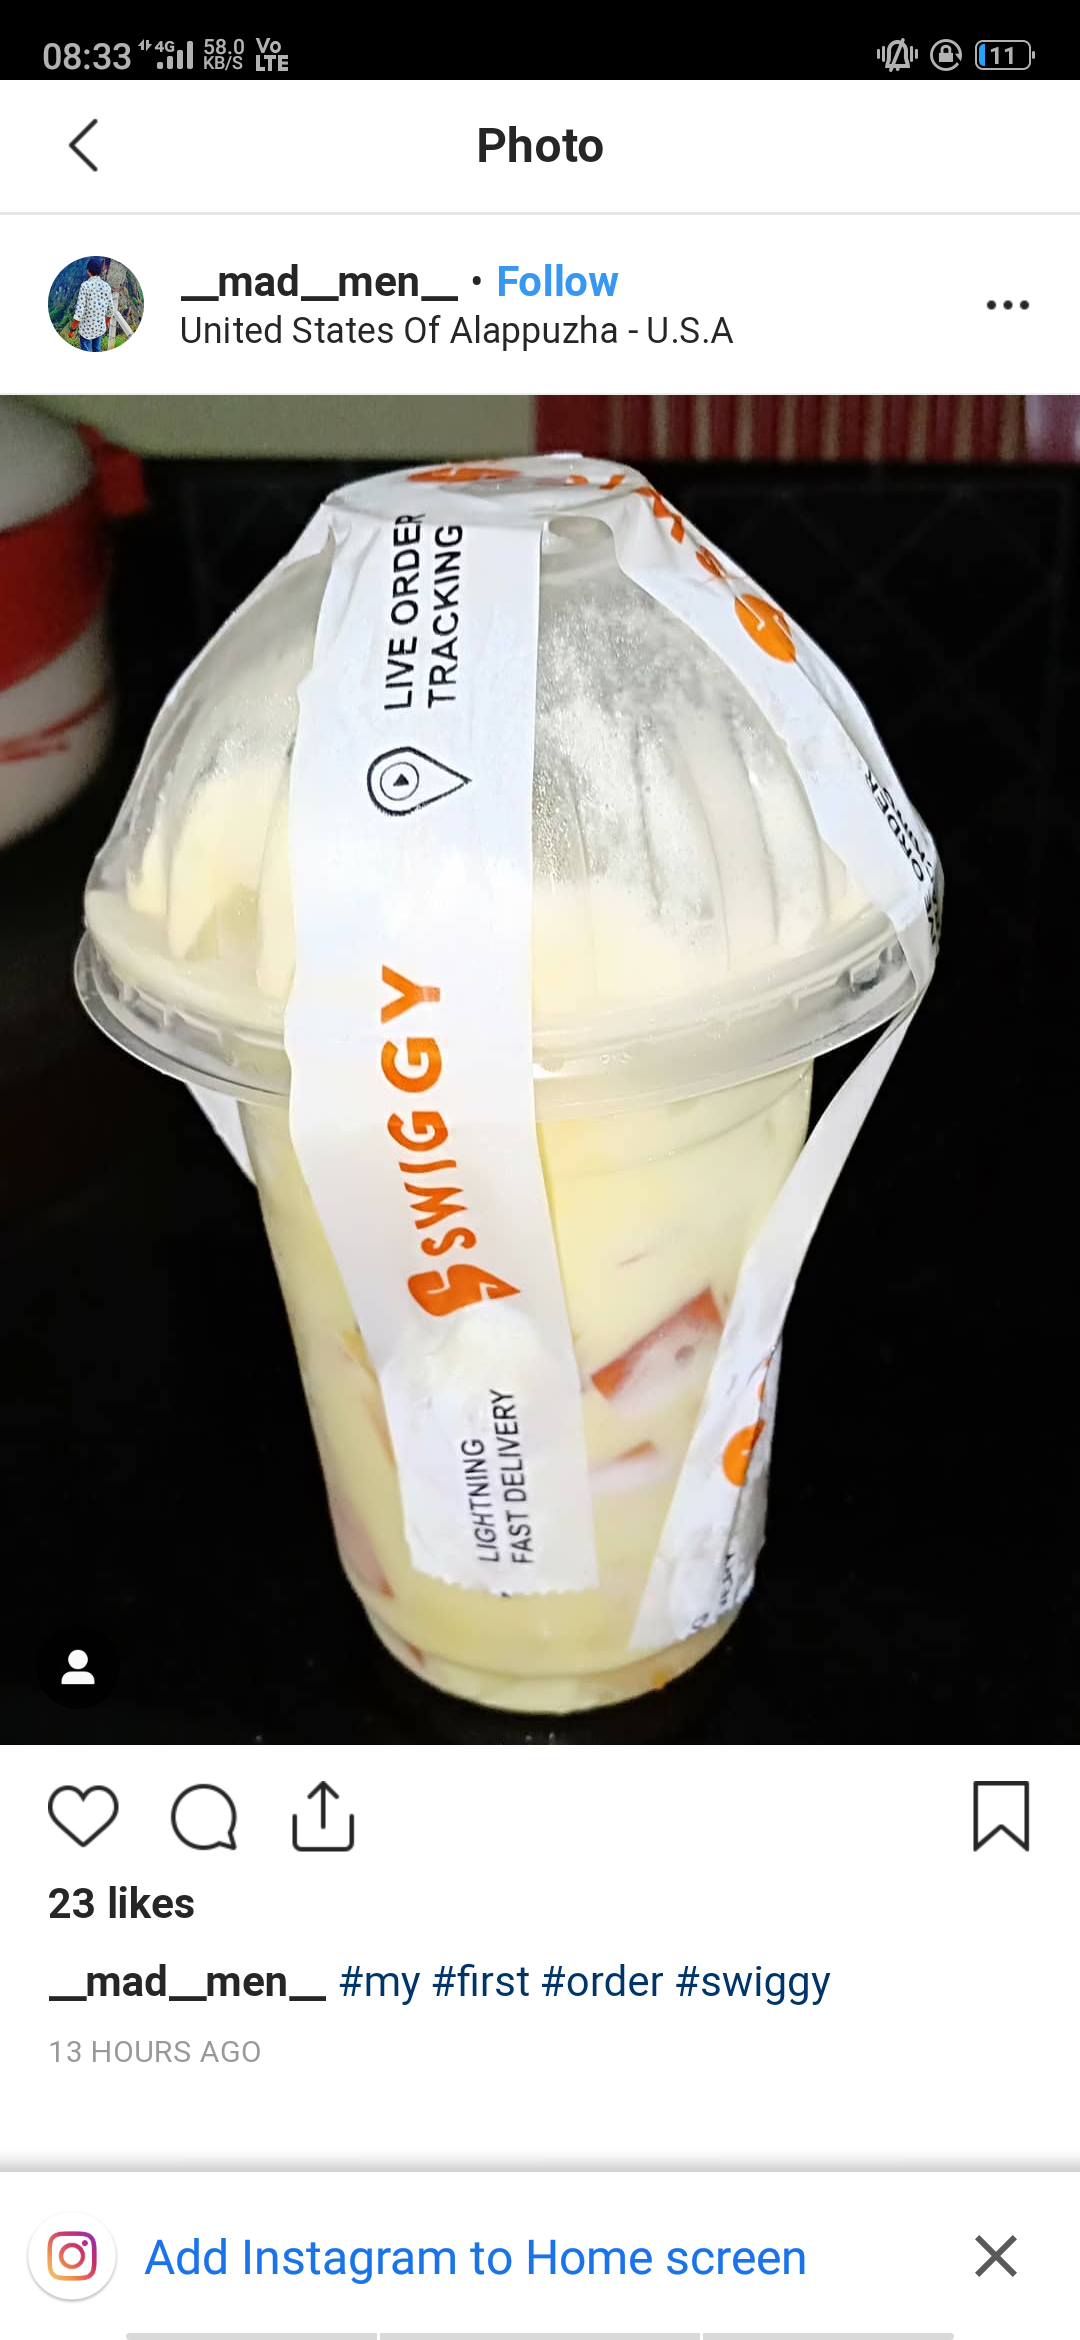 08:33 4G 58.0 KB/S Vo LTE 11
Photo
__mad__men__ • Follow
United States Of Alappuzha - U.S.A
LIVE ORDER
TRACKING
SWIGGY
LIGHTNING
FAST DELIVERY
ORDER
23 likes
__mad__men__ #my #first #order #swiggy
13 HOURS AGO
Add Instagram to Home screen